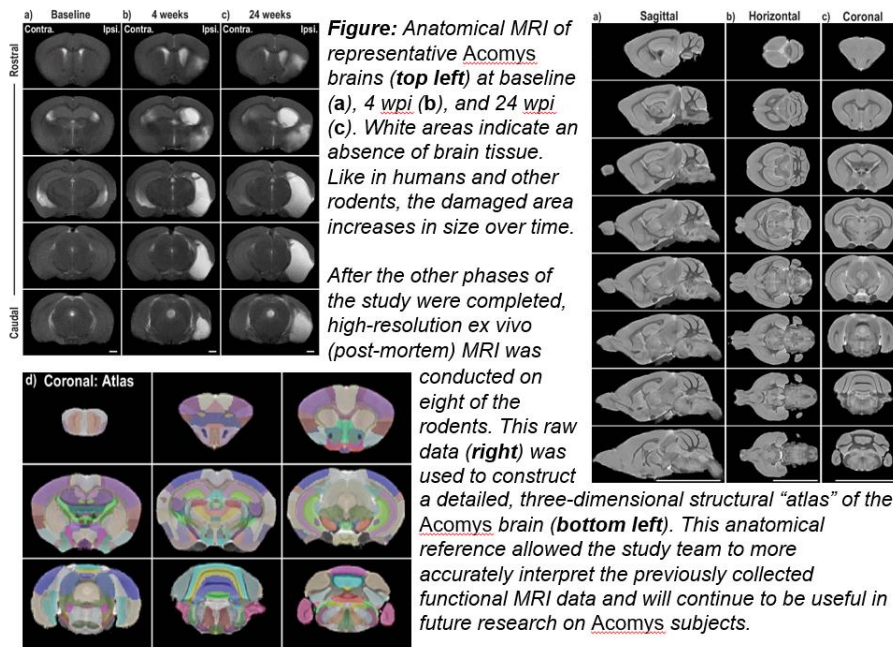 a) Baseline b) 4 weeks c) 24 weeks
Contra. Ipsi. Contra. Ipsi. Contra. Ipsi.
Rostral
Caudal
Figure: Anatomical MRI of
representative Acomys
brains (top left) at baseline
(a), 4 wpi (b), and 24 wpi
(c). White areas indicate an
absence of brain tissue.
Like in humans and other
rodents, the damaged area
increases in size over time.
After the other phases of
the study were completed,
high-resolution ex vivo
(post-mortem) MRI was
conducted on
eight of the
rodents. This raw
data (right) was
used to construct
a detailed, three-dimensional structural “atlas” of the
Acomys brain (bottom left). This anatomical
reference allowed the study team to more
accurately interpret the previously collected
functional MRI data and will continue to be useful in
future research on Acomys subjects.
a) Sagittal b) Horizontal c) Coronal
d) Coronal: Atlas